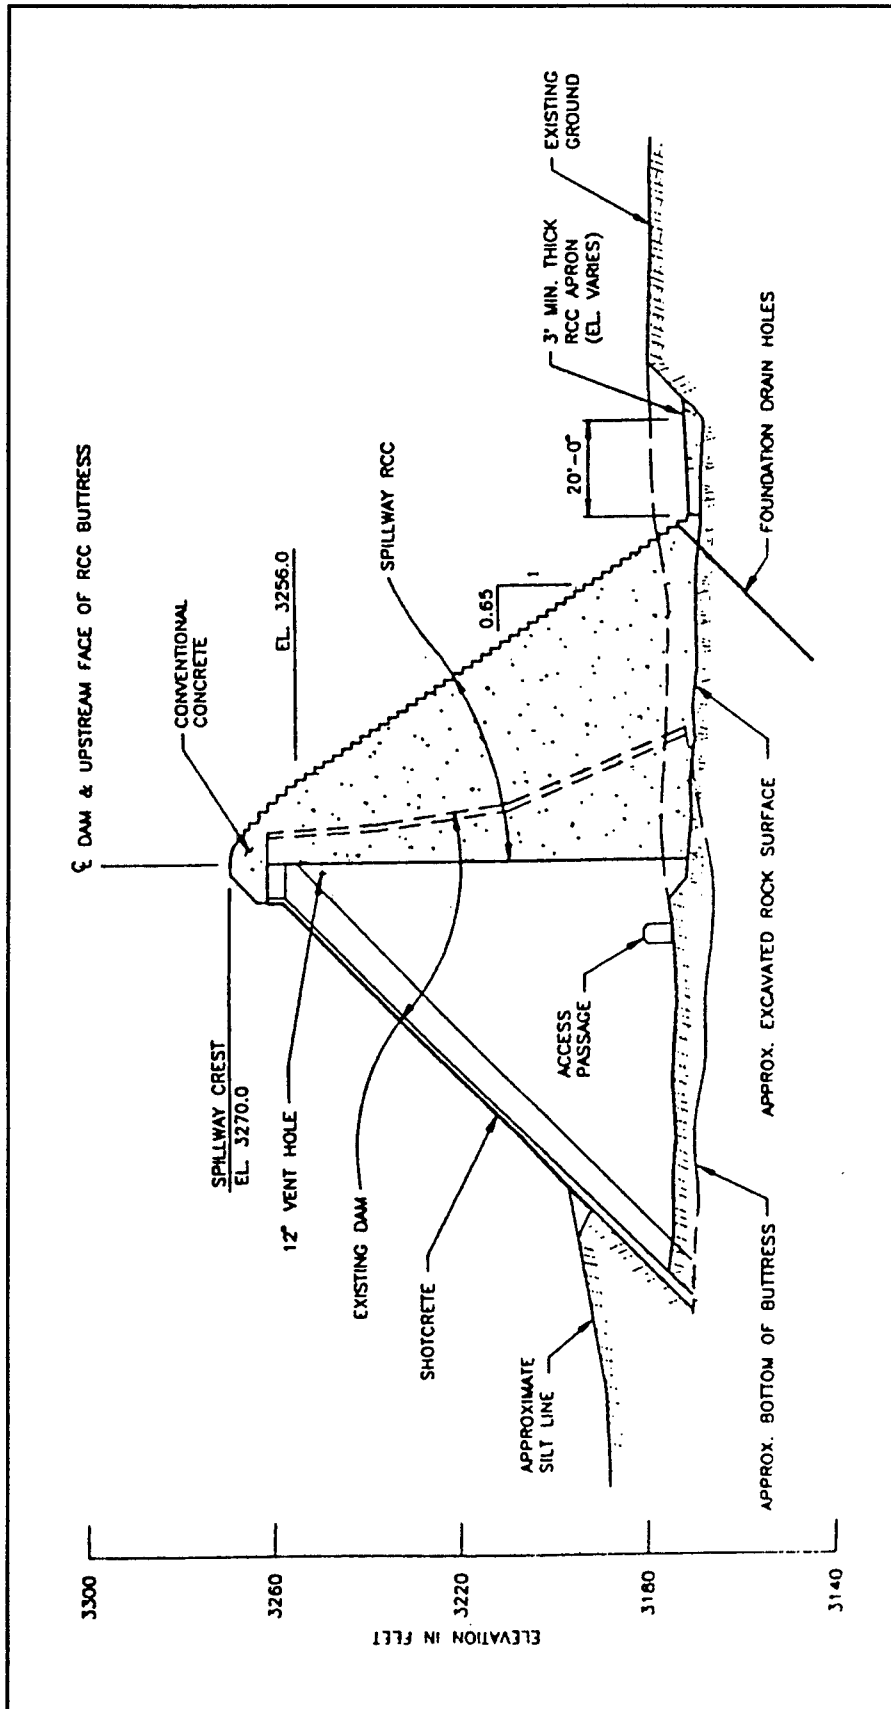 ℄ DAM & UPSTREAM FACE OF RCC BUTTRESS
CONVENTIONAL
CONCRETE
SPILLWAY CREST
EL. 3270.0
EL. 3256.0
12" VENT HOLE
EXISTING DAM
SHOTCRETE
SPILLWAY RCC
0.65
1
APPROXIMATE
SILT LINE
ACCESS
PASSAGE
20'-0"
3' MIN. THICK
RCC APRON
(EL. VARIES)
EXISTING
GROUND
FOUNDATION DRAIN HOLES
APPROX. EXCAVATED ROCK SURFACE
APPROX. BOTTOM OF BUTTRESS
ELEVATION IN FEET
3300
3260
3220
3180
3140